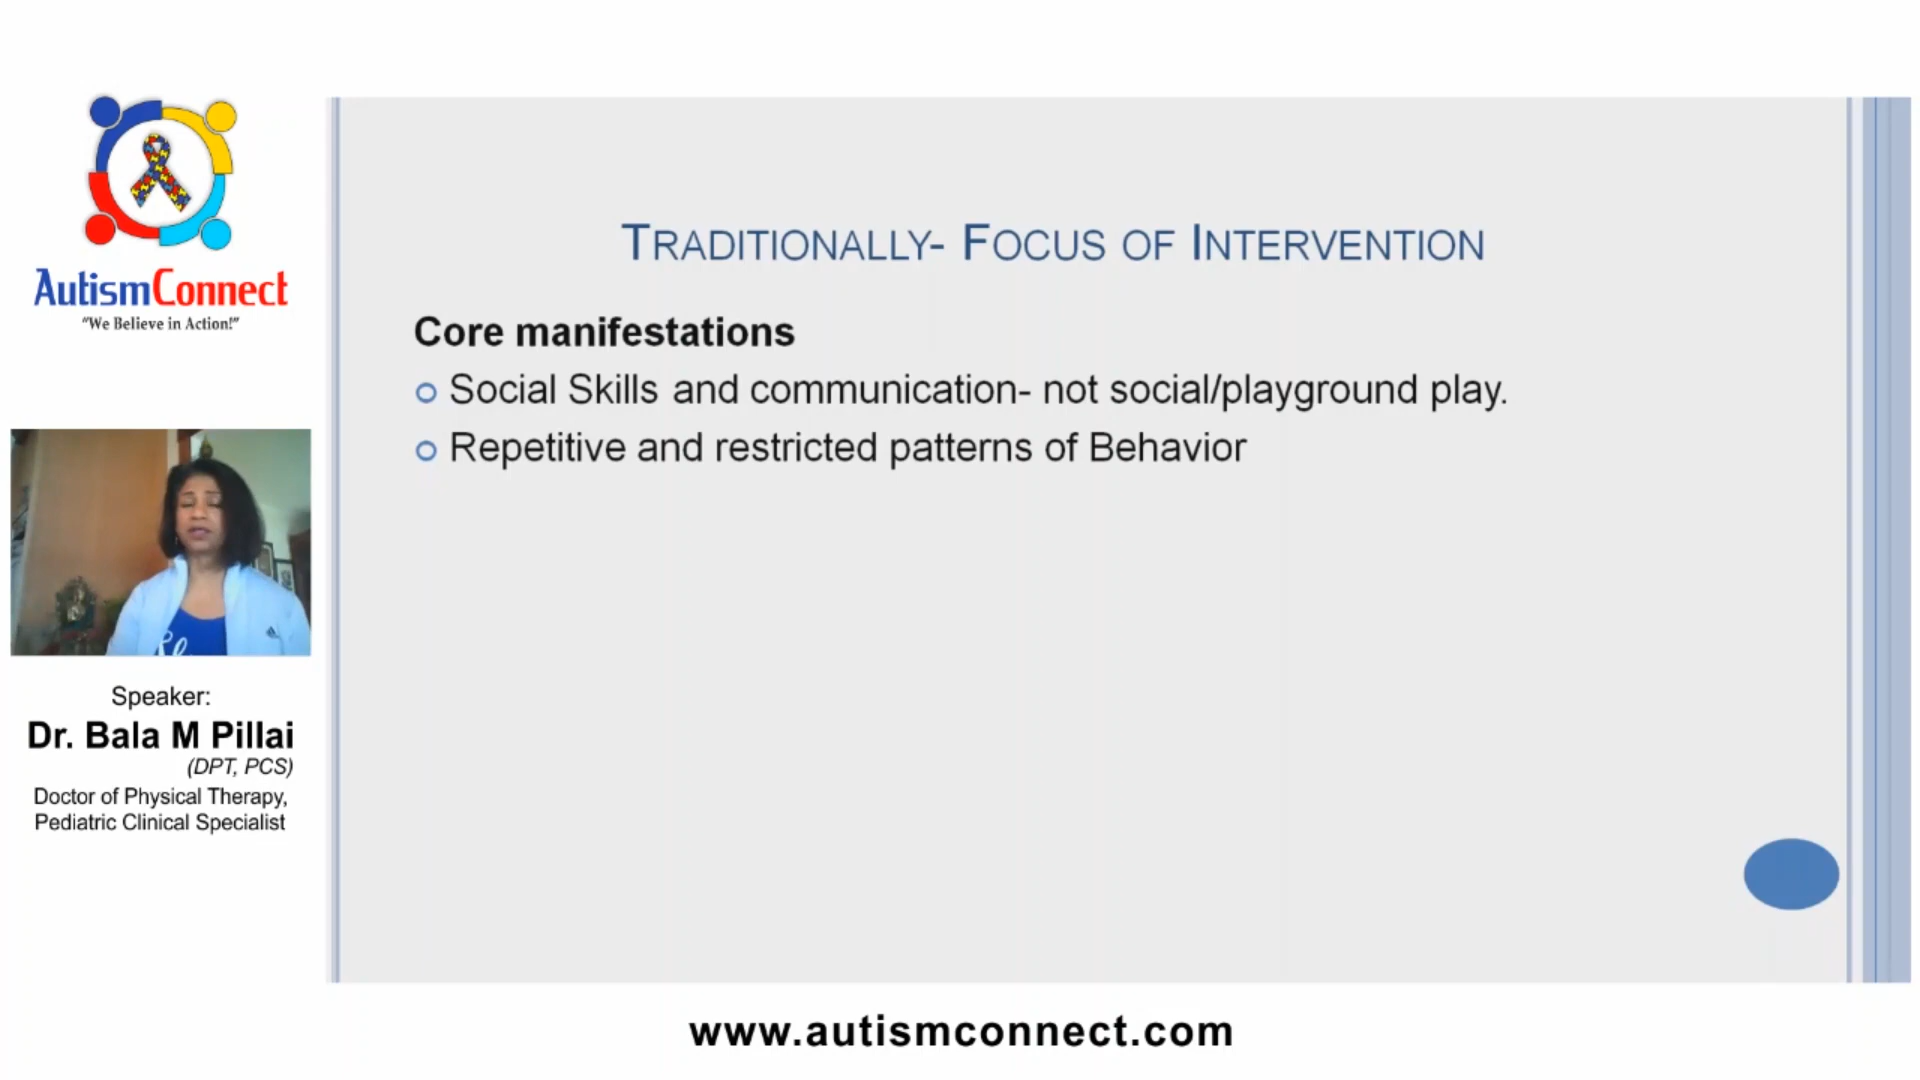 AutismConnect
"We Believe in Action!"
Speaker:
Dr. Bala M Pillai
(DPT, PCS)
Doctor of Physical Therapy,
Pediatric Clinical Specialist
TRADITIONALLY- FOCUS OF INTERVENTION
Core manifestations
Social Skills and communication- not social/playground play.
Repetitive and restricted patterns of Behavior
www.autismconnect.com